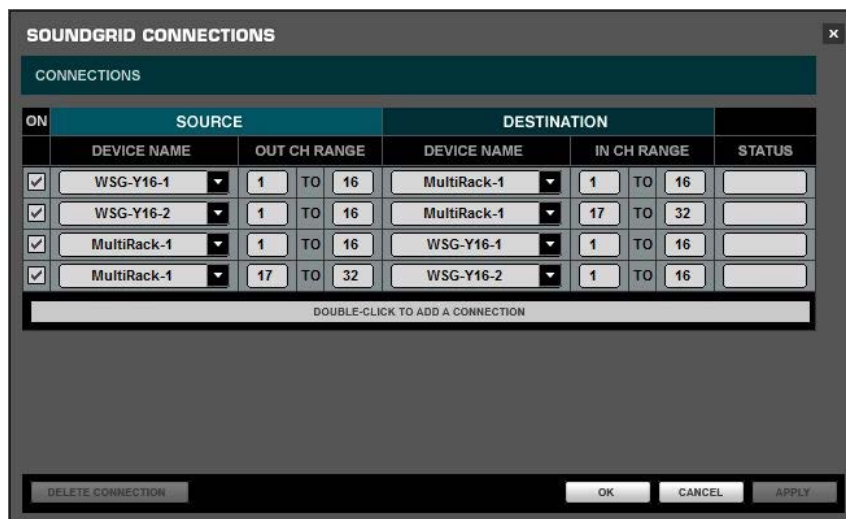 SOUNDGRID CONNECTIONS
CONNECTIONS
ON SOURCE DESTINATION
DEVICE NAME OUT CH RANGE DEVICE NAME IN CH RANGE STATUS
WSG-Y16-1 1 TO 16 MultiRack-1 1 TO 16
WSG-Y16-2 1 TO 16 MultiRack-1 17 TO 32
MultiRack-1 1 TO 16 WSG-Y16-1 1 TO 16
MultiRack-1 17 TO 32 WSG-Y16-2 1 TO 16
DOUBLE-CLICK TO ADD A CONNECTION
DELETE CONNECTION OK CANCEL APPLY